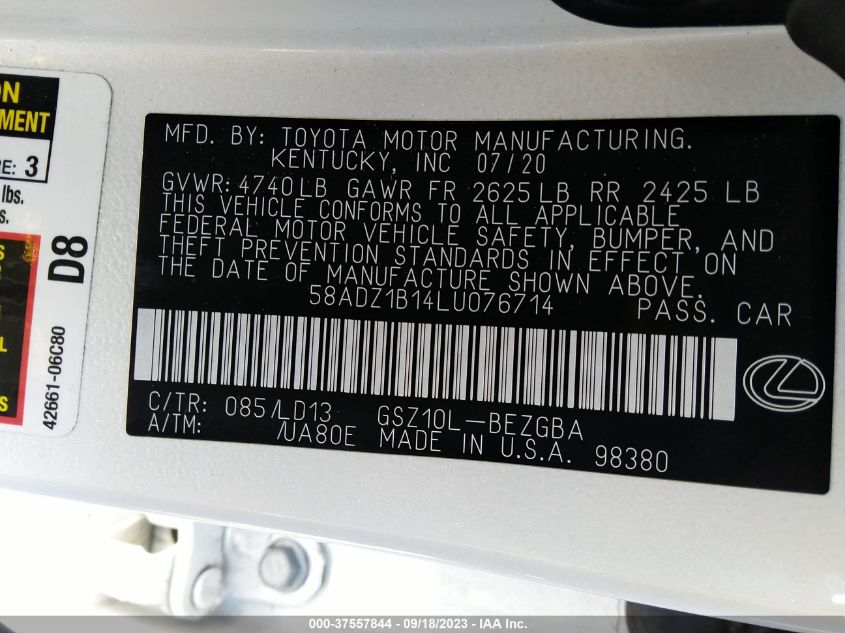 ON
MENT
RE: 3
lbs.
s.
D8
42661-06C80
S
L
S
MFD. BY: TOYOTA MOTOR MANUFACTURING.
KENTUCKY, INC 07/20
GVWR: 4740 LB GAWR FR 2625 LB RR 2425 LB
THIS VEHICLE CONFORMS TO ALL APPLICABLE
FEDERAL MOTOR VEHICLE SAFETY, BUMPER, AND
THEFT PREVENTION STANDARDS IN EFFECT ON
THE DATE OF MANUFACTURE SHOWN ABOVE.
58ADZ1B14LU076714 PASS. CAR
C/TR: 085/LD13 GSZ10L-BEZGBA
A/TM: /UA80E MADE IN U.S.A. 98380
000-37557844 - 09/18/2023 - IAA Inc.